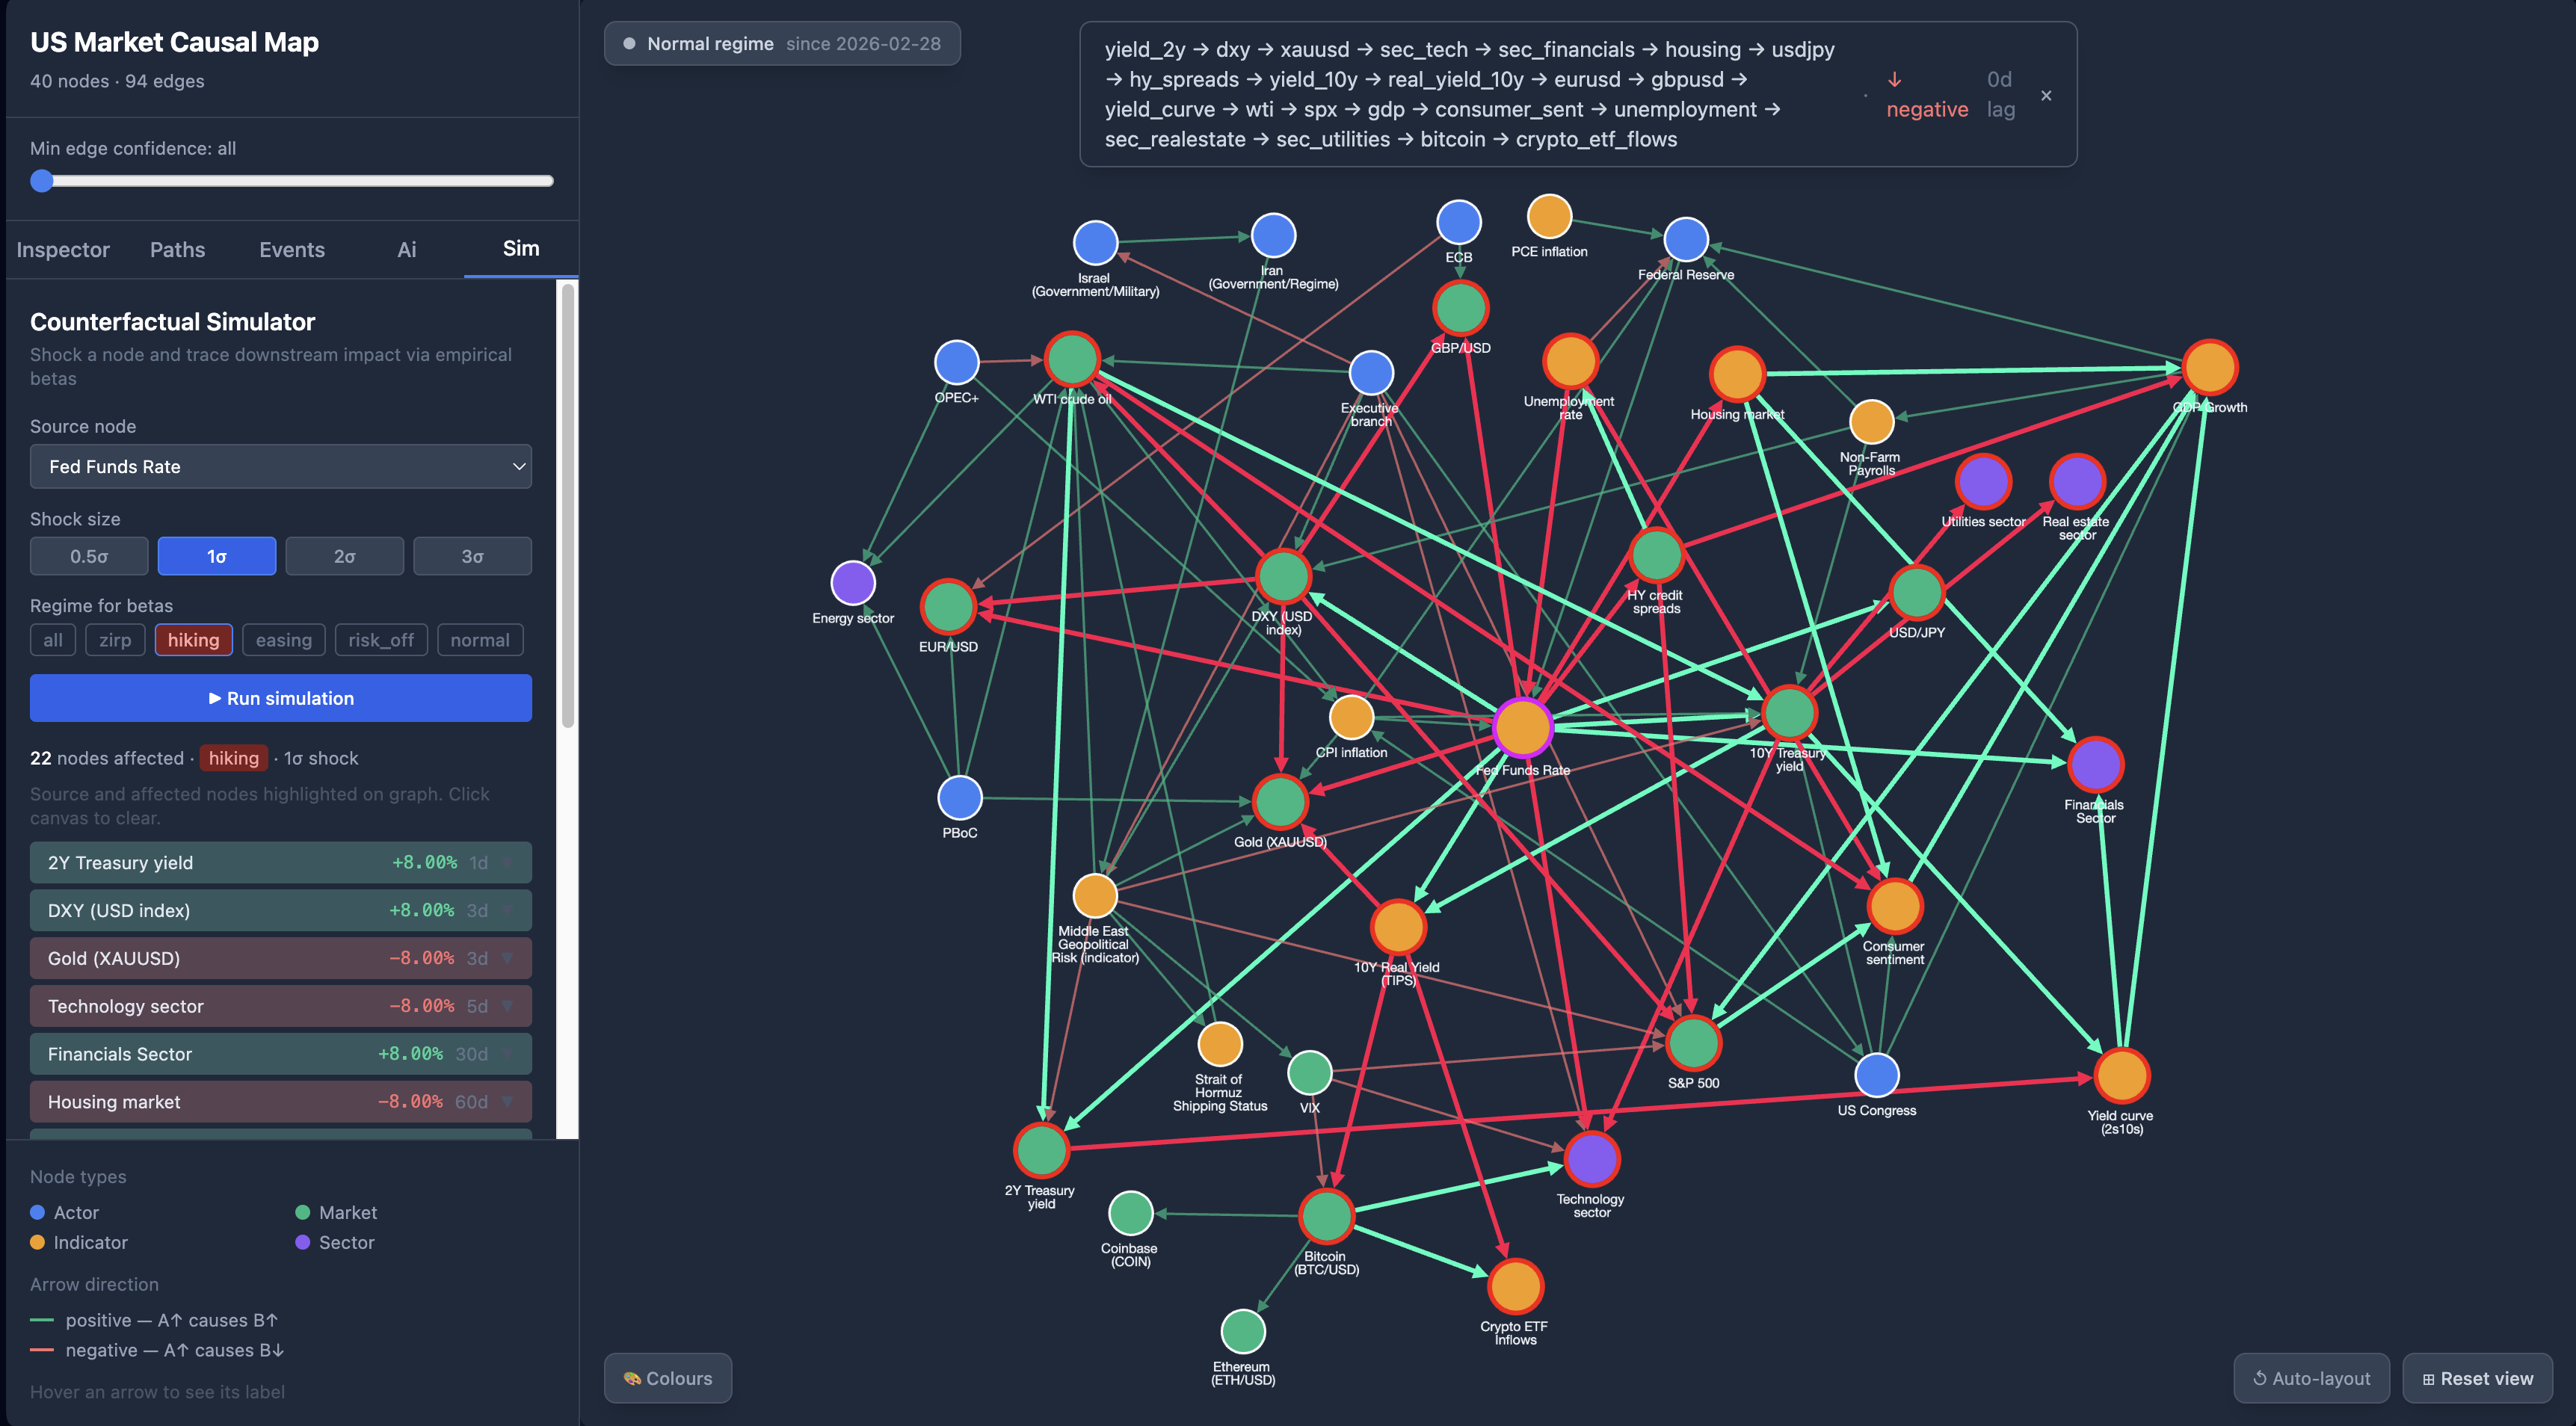 US Market Causal Map
40 nodes · 94 edges
Min edge confidence: all
Inspector
Paths
Events
Ai
Sim
Counterfactual Simulator
Shock a node and trace downstream impact via empirical
betas
Source node
Fed Funds Rate
Shock size
0.5σ
1σ
2σ
3σ
Regime for betas
all
zirp
hiking
easing
risk_off
normal
▶ Run simulation
22 nodes affected · hiking · 1σ shock
Source and affected nodes highlighted on graph. Click
canvas to clear.
2Y Treasury yield +8.00% 1d ▼
DXY (USD index) +8.00% 3d ▼
Gold (XAUUSD) −8.00% 3d ▼
Technology sector −8.00% 5d ▼
Financials Sector +8.00% 30d ▼
Housing market −8.00% 60d ▼
Node types
Actor
Market
Indicator
Sector
Arrow direction
positive — A↑ causes B↑
negative — A↑ causes B↓
Hover an arrow to see its label
Normal regime since 2026-02-28
yield_2y → dxy → xauusd → sec_tech → sec_financials → housing → usdjpy
→ hy_spreads → yield_10y → real_yield_10y → eurusd → gbpusd →
yield_curve → wti → spx → gdp → consumer_sent → unemployment →
sec_realestate → sec_utilities → bitcoin → crypto_etf_flows
·
↓
negative
0d
lag
×
Israel
(Government/Military)
Iran
(Government/Regime)
ECB
PCE inflation
Federal Reserve
GBP/USD
OPEC+
WTI crude oil
Executive
branch
Unemployment
rate
Housing market
GDP Growth
Non-Farm
Payrolls
Utilities sector
Real estate
sector
Energy sector
EUR/USD
DXY (USD
index)
HY credit
spreads
USD/JPY
CPI inflation
Fed Funds Rate
10Y Treasury
yield
Financials
Sector
PBoC
Gold (XAUUSD)
Middle East
Geopolitical
Risk (indicator)
10Y Real Yield
(TIPS)
Consumer
sentiment
Strait of
Hormuz
Shipping Status
VIX
S&P 500
US Congress
Yield curve
(2s10s)
2Y Treasury
yield
Technology
sector
Coinbase
(COIN)
Bitcoin
(BTC/USD)
Crypto ETF
Inflows
Ethereum
(ETH/USD)
🎨 Colours
↺ Auto-layout
⊞ Reset view